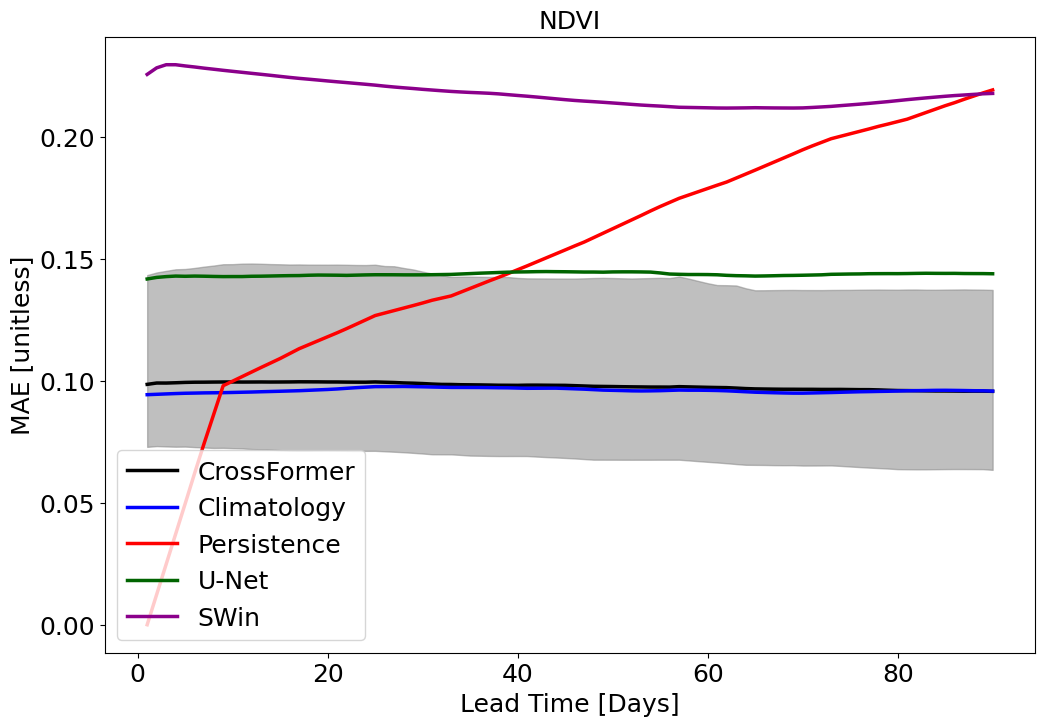 NDVI
MAE [unitless]
0.20
0.15
0.10
0.05
0.00
CrossFormer
Climatology
Persistence
U-Net
SWin
0
20
40
60
80
Lead Time [Days]